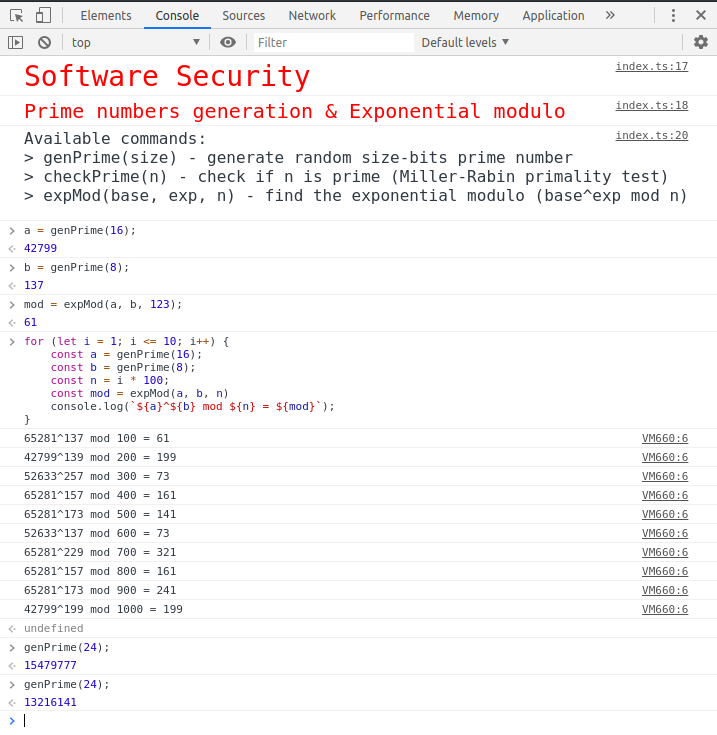 Elements Console Sources Network Performance Memory Application »
top Filter Default levels
Software Security index.ts:17
Prime numbers generation & Exponential modulo index.ts:18
Available commands: index.ts:20
> genPrime(size) - generate random size-bits prime number
> checkPrime(n) - check if n is prime (Miller-Rabin primality test)
> expMod(base, exp, n) - find the exponential modulo (base^exp mod n)
a = genPrime(16);
42799
b = genPrime(8);
137
mod = expMod(a, b, 123);
61
for (let i = 1; i <= 10; i++) {
    const a = genPrime(16);
    const b = genPrime(8);
    const n = i * 100;
    const mod = expMod(a, b, n)
    console.log(`${a}^${b} mod ${n} = ${mod}`);
}
65281^137 mod 100 = 61 VM660:6
42799^139 mod 200 = 199 VM660:6
52633^257 mod 300 = 73 VM660:6
65281^157 mod 400 = 161 VM660:6
65281^173 mod 500 = 141 VM660:6
52633^137 mod 600 = 73 VM660:6
65281^229 mod 700 = 321 VM660:6
65281^157 mod 800 = 161 VM660:6
65281^173 mod 900 = 241 VM660:6
42799^199 mod 1000 = 199 VM660:6
undefined
genPrime(24);
15479777
genPrime(24);
13216141